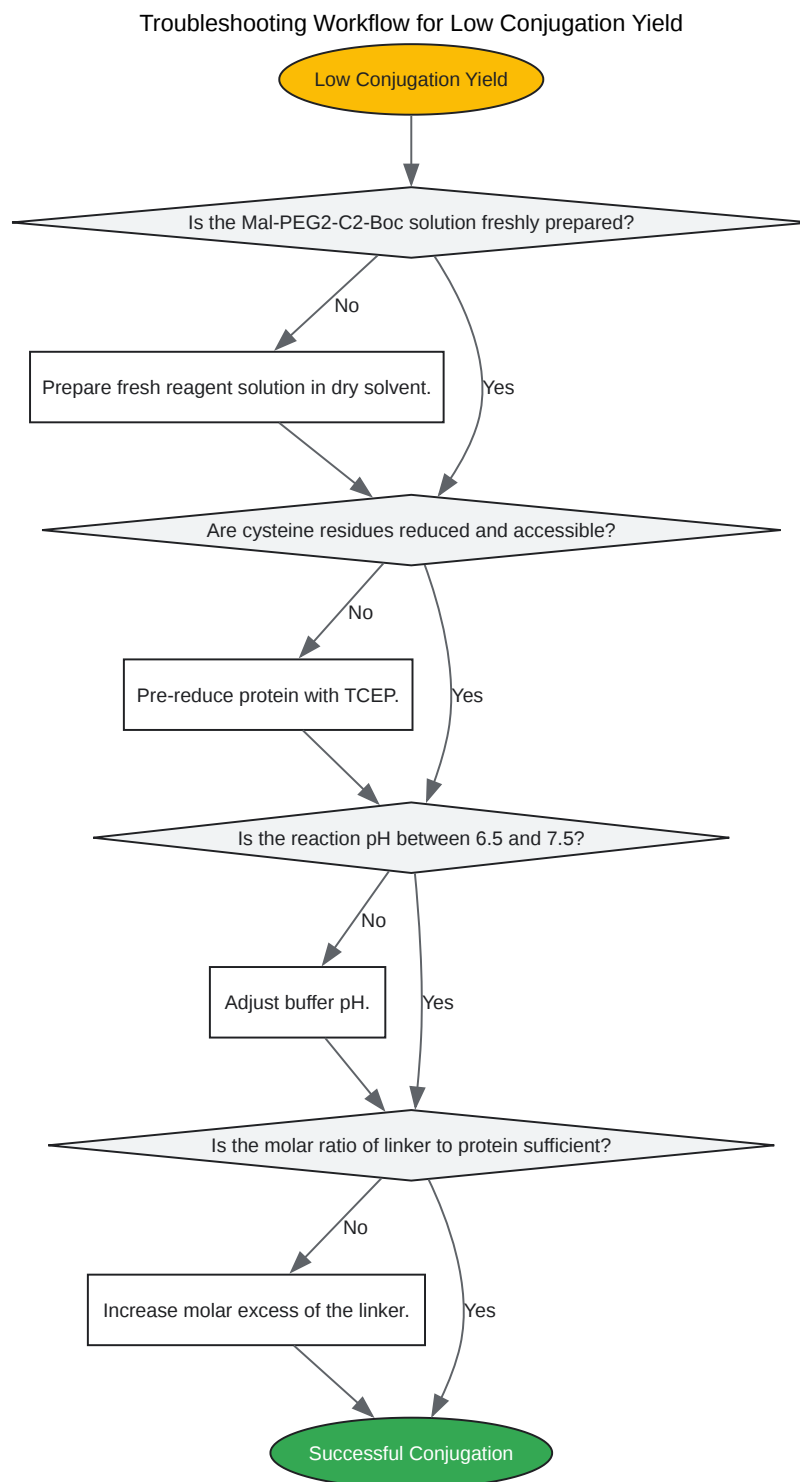 Troubleshooting Workflow for Low Conjugation Yield
Low Conjugation Yield
Is the Mal-PEG2-C2-Boc solution freshly prepared?
No
Prepare fresh reagent solution in dry solvent.
Yes
Are cysteine residues reduced and accessible?
No
Pre-reduce protein with TCEP.
Yes
Is the reaction pH between 6.5 and 7.5?
No
Adjust buffer pH.
Yes
Is the molar ratio of linker to protein sufficient?
No
Increase molar excess of the linker.
Yes
Successful Conjugation